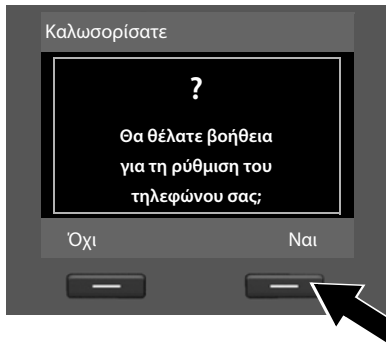 Καλωσορίσατε
?
Θα θέλατε βοήθεια
για τη ρύθμιση του
τηλεφώνου σας;
Όχι Ναι